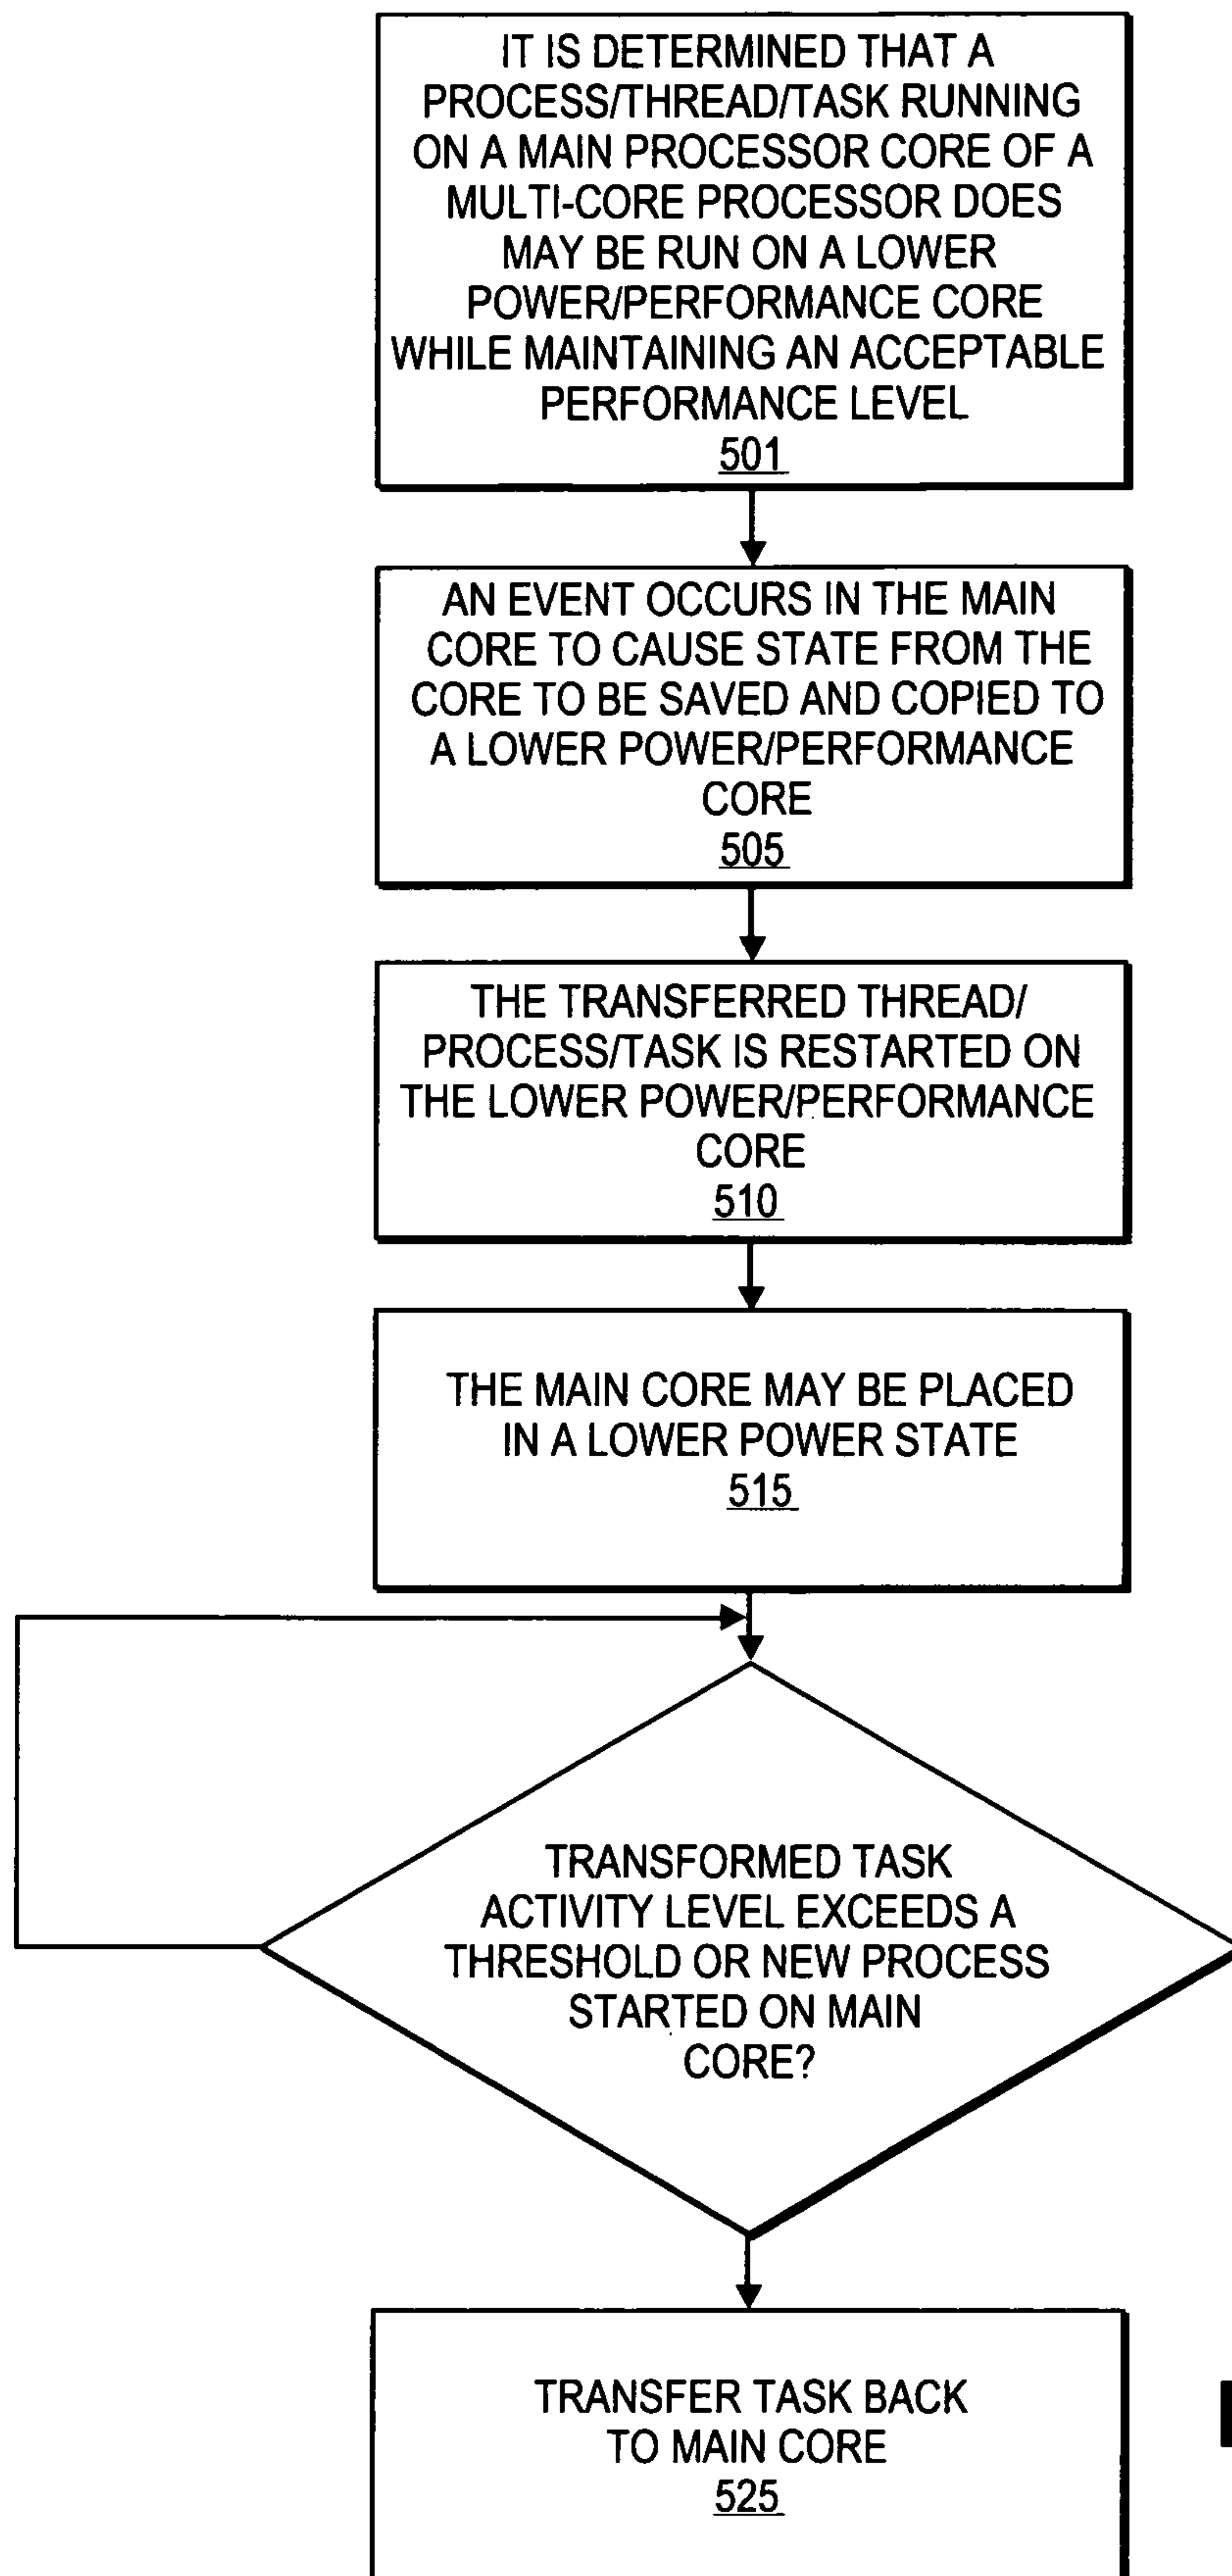 IT IS DETERMINED THAT A
PROCESS/THREAD/TASK RUNNING
ON A MAIN PROCESSOR CORE OF A
MULTI-CORE PROCESSOR DOES
MAY BE RUN ON A LOWER
POWER/PERFORMANCE CORE
WHILE MAINTAINING AN ACCEPTABLE
PERFORMANCE LEVEL
501
AN EVENT OCCURS IN THE MAIN
CORE TO CAUSE STATE FROM THE
CORE TO BE SAVED AND COPIED TO
A LOWER POWER/PERFORMANCE
CORE
505
THE TRANSFERRED THREAD/
PROCESS/TASK IS RESTARTED ON
THE LOWER POWER/PERFORMANCE
CORE
510
THE MAIN CORE MAY BE PLACED
IN A LOWER POWER STATE
515
TRANSFORMED TASK
ACTIVITY LEVEL EXCEEDS A
THRESHOLD OR NEW PROCESS
STARTED ON MAIN
CORE?
TRANSFER TASK BACK
TO MAIN CORE
525